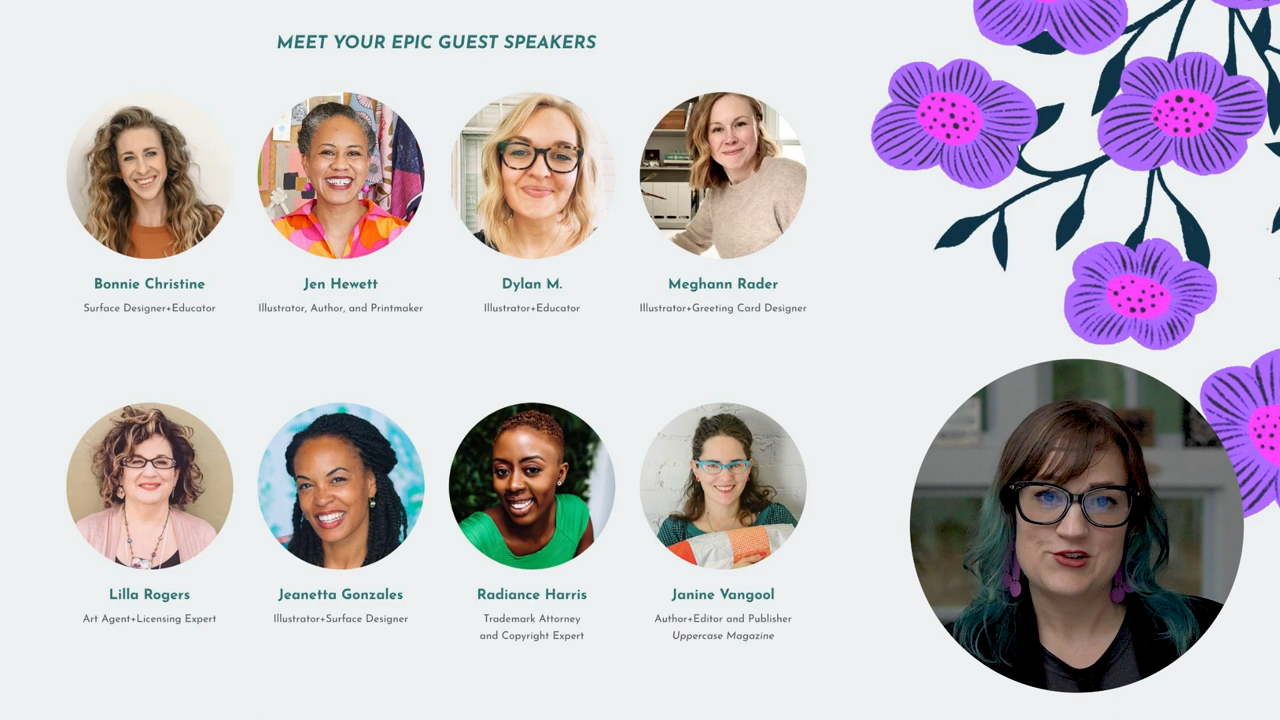 MEET YOUR EPIC GUEST SPEAKERS
Bonnie Christine
Surface Designer+Educator
Jen Hewett
Illustrator, Author, and Printmaker
Dylan M.
Illustrator+Educator
Meghann Rader
Illustrator+Greeting Card Designer
Lilla Rogers
Art Agent+Licensing Expert
Jeanetta Gonzales
Illustrator+Surface Designer
Radiance Harris
Trademark Attorney
and Copyright Expert
Janine Vangool
Author+Editor and Publisher
Uppercase Magazine